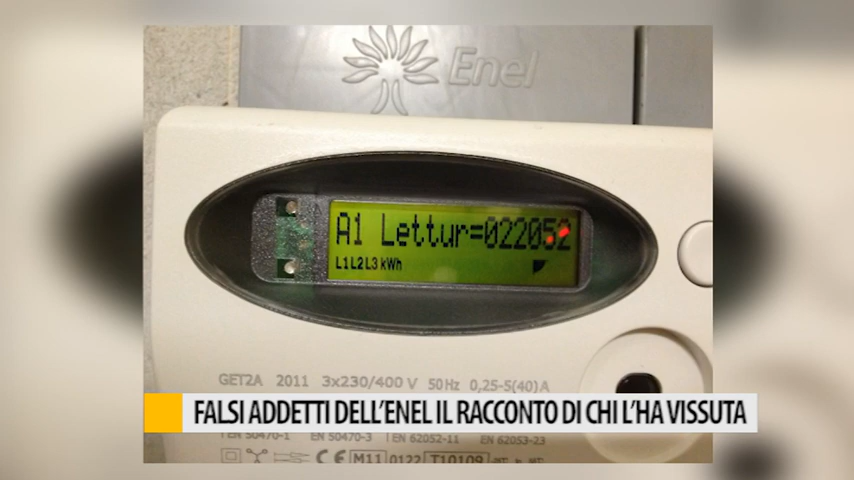 Enel
A1 Lettur=022052
L1L2L3 kWh
GET2A 2011 3x230/400 V 50Hz 0,25-5(40)A
FALSI ADDETTI DELL'ENEL IL RACCONTO DI CHI L'HA VISSUTA
EN 50470-1 EN 50470-3 EN 62052-11 EN 62053-23
CE M11 0122 T10109